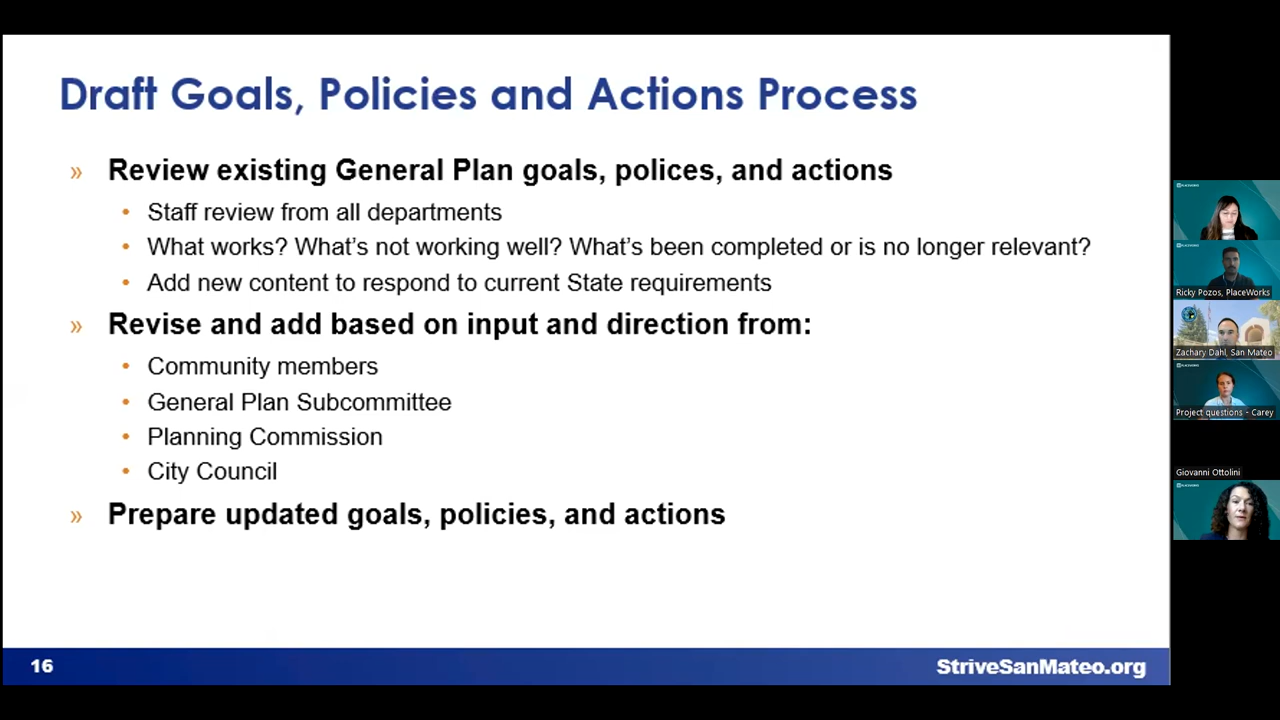 Draft Goals, Policies and Actions Process
» Review existing General Plan goals, polices, and actions
• Staff review from all departments
• What works? What's not working well? What's been completed or is no longer relevant?
• Add new content to respond to current State requirements
» Revise and add based on input and direction from:
• Community members
• General Plan Subcommittee
• Planning Commission
• City Council
» Prepare updated goals, policies, and actions
16
StriveSanMateo.org
Ricky Pozos, PlaceWorks
Zachary Dahl, San Mateo
Project questions - Carey
Giovanni Ottolini